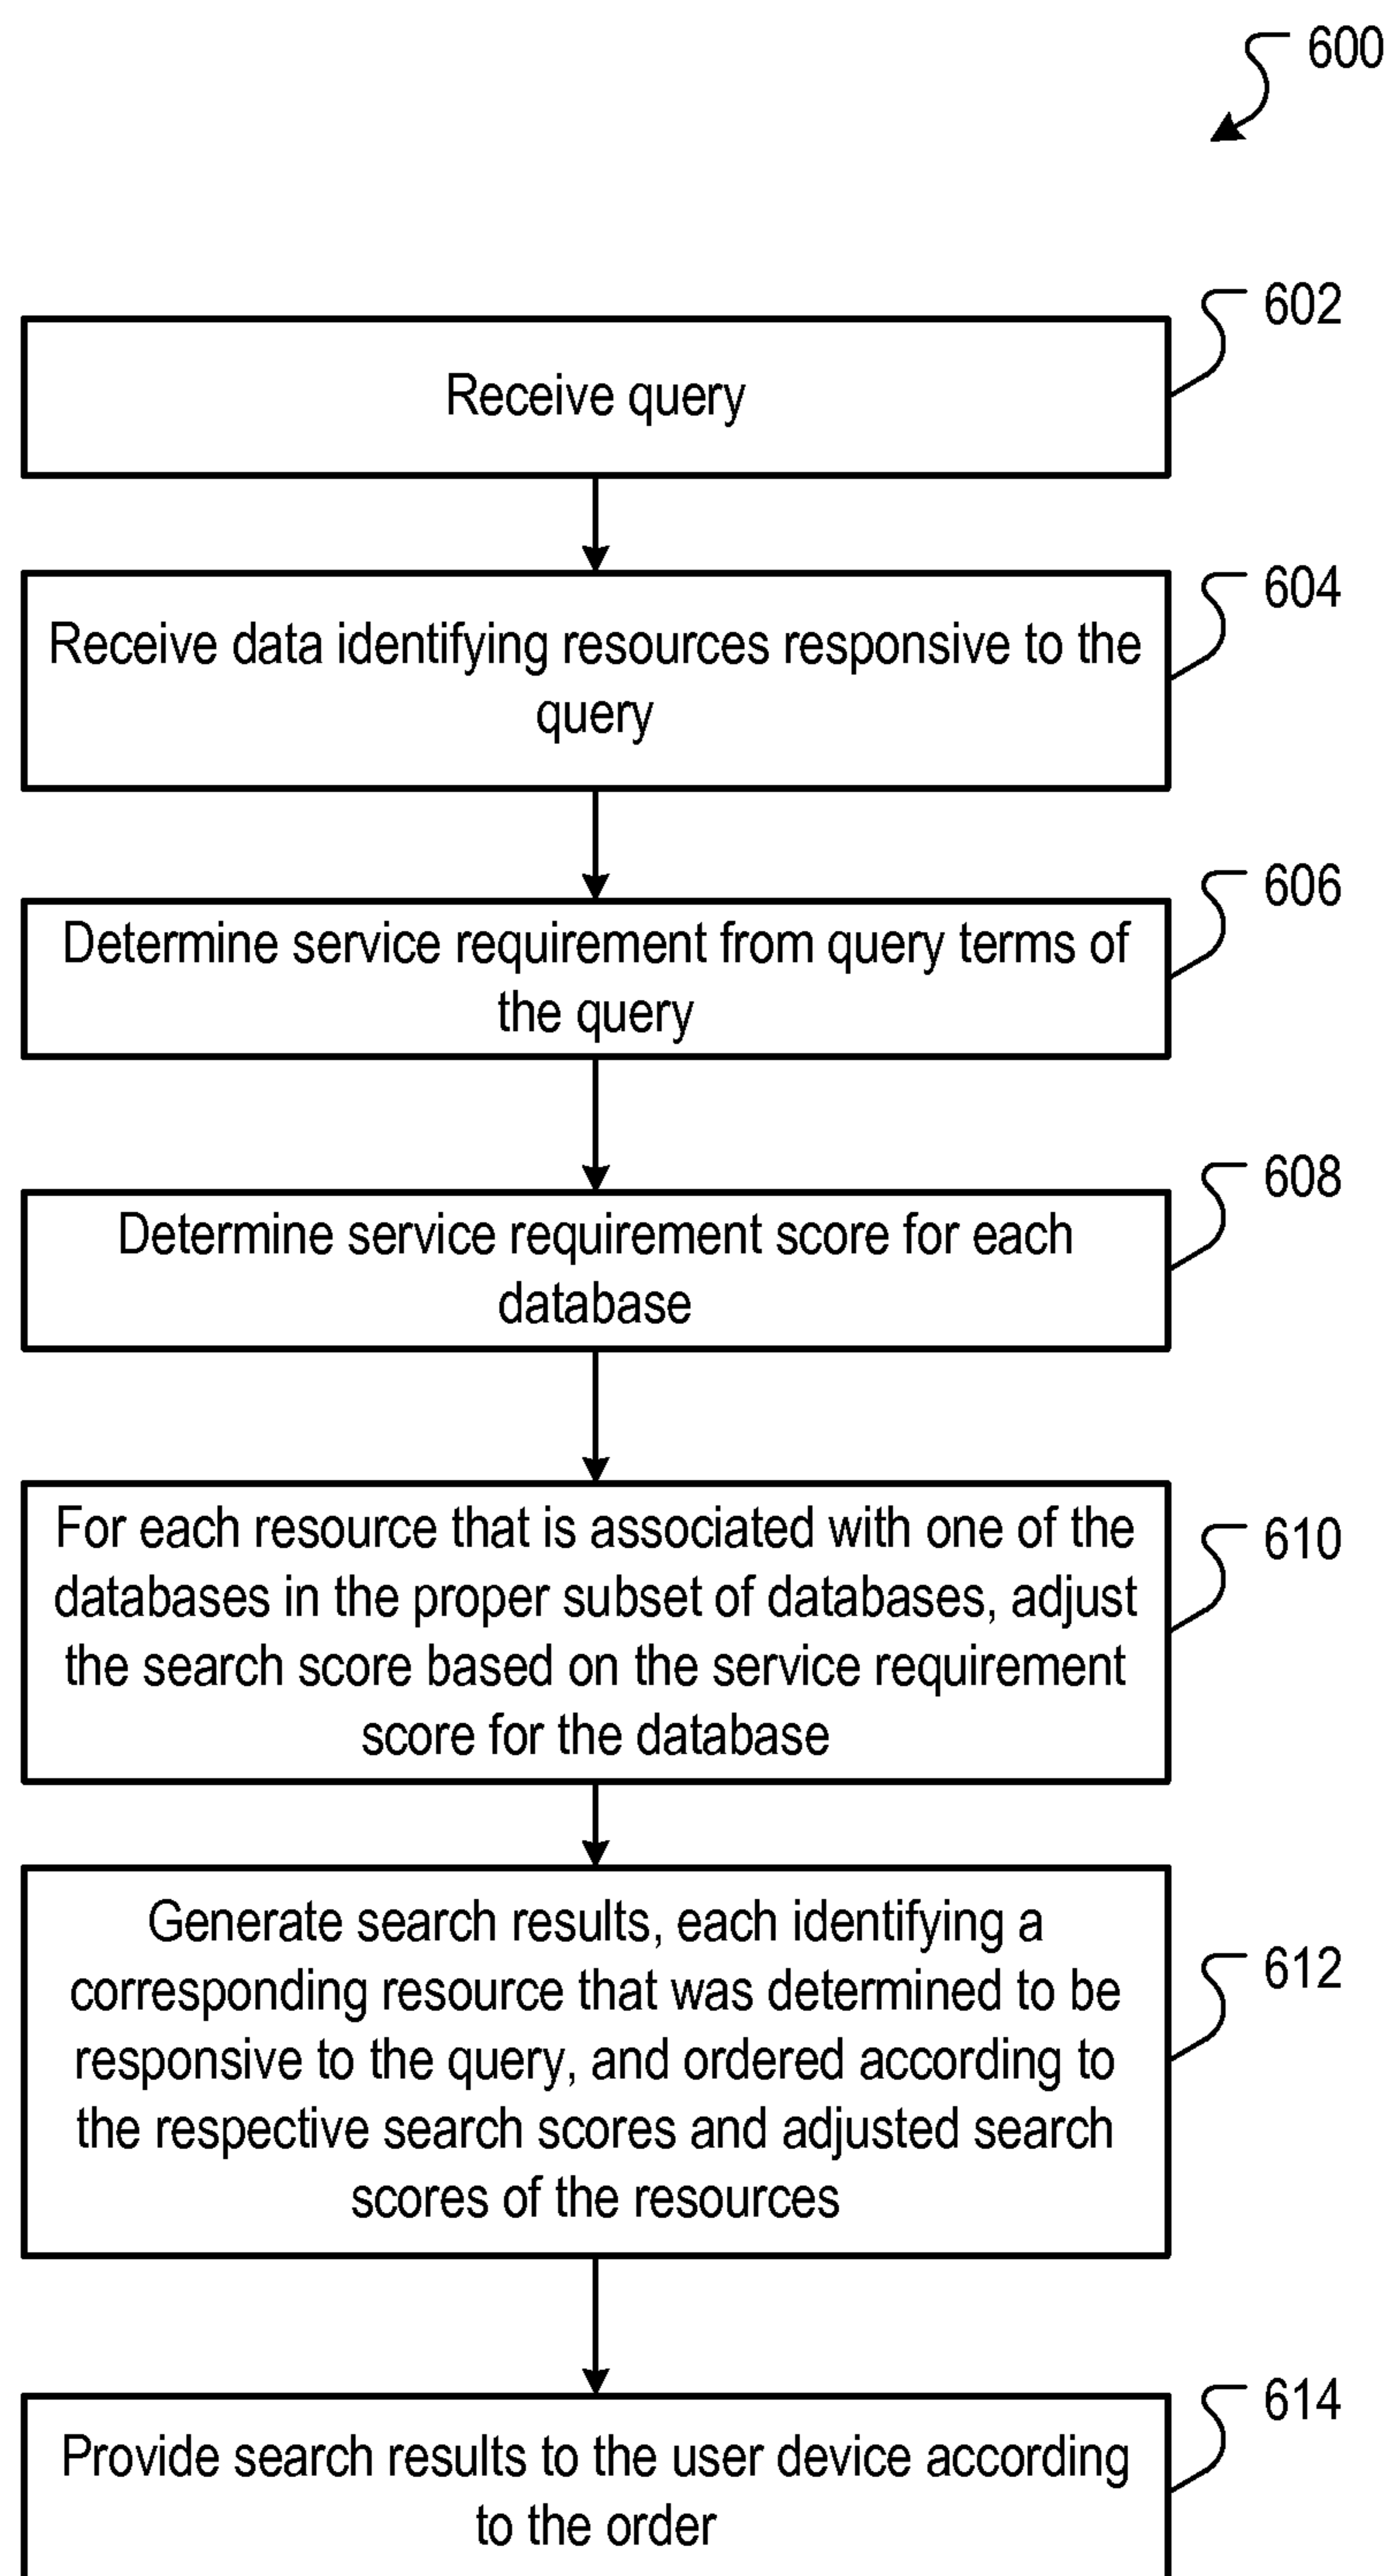 600
602
Receive query
604
Receive data identifying resources responsive to the
query
606
Determine service requirement from query terms of
the query
608
Determine service requirement score for each
database
610
For each resource that is associated with one of the
databases in the proper subset of databases, adjust
the search score based on the service requirement
score for the database
612
Generate search results, each identifying a
corresponding resource that was determined to be
responsive to the query, and ordered according to
the respective search scores and adjusted search
scores of the resources
614
Provide search results to the user device according
to the order